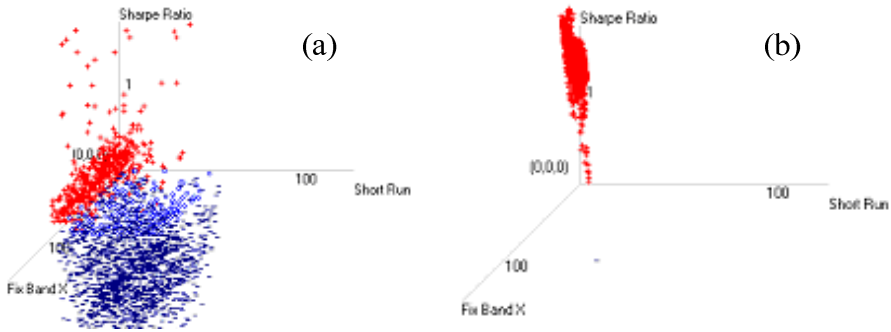 Sharpe Ratio
(a)
1
(0,0,0)
100
Short Run
100
Fix Band X
Sharpe Ratio
(b)
1
(0,0,0)
100
Short Run
100
Fix Band X